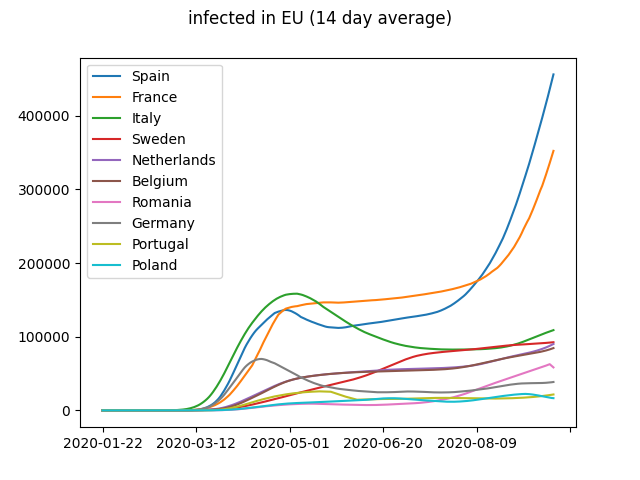 infected in EU (14 day average)
Spain
France
Italy
Sweden
Netherlands
Belgium
Romania
Germany
Portugal
Poland
400000
300000
200000
100000
0
2020-01-22 2020-03-12 2020-05-01 2020-06-20 2020-08-09